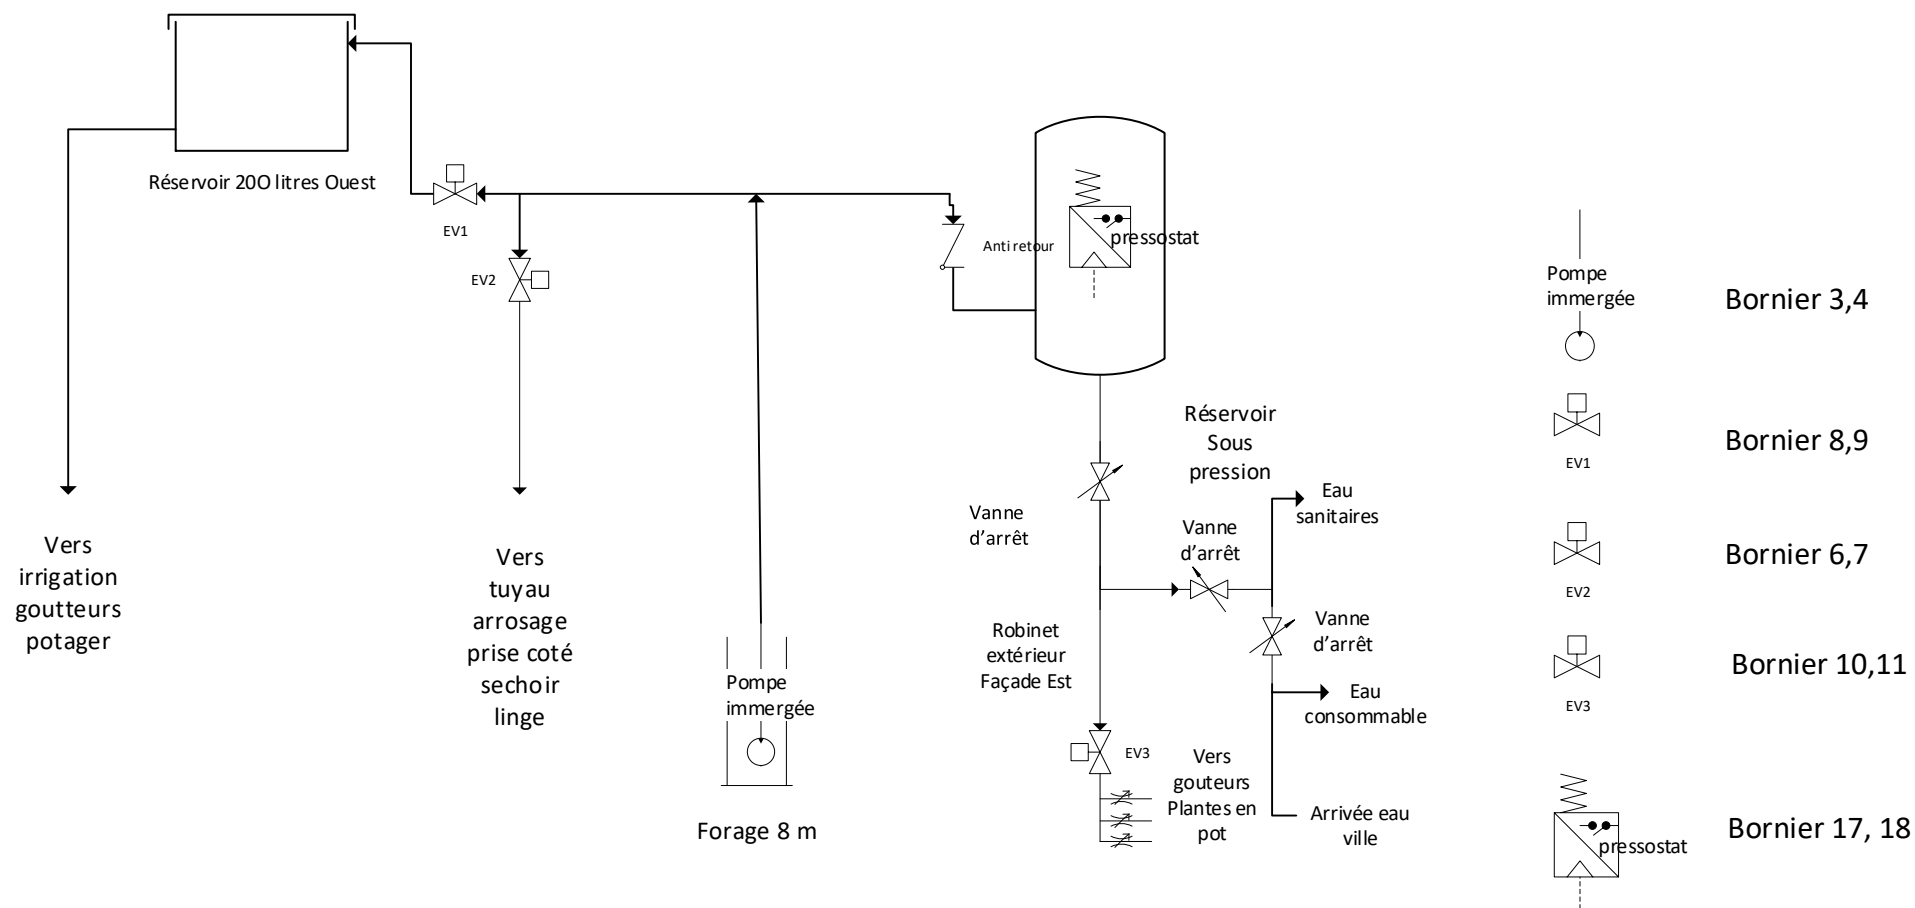 Réservoir 20O litres Ouest
EV1
EV2
Anti retour
pressostat
Vers
irrigation
goutteurs
potager
Vers
tuyau
arrosage
prise coté
sechoir
linge
Pompe
immergée
Forage 8 m
Réservoir
Sous
pression
Vanne
d’arrêt
Vanne
d’arrêt
Eau
sanitaires
Vanne
d’arrêt
Robinet
extérieur
Façade Est
Eau
consommable
EV3
Vers
gouteurs
Plantes en
pot
Arrivée eau
ville
Pompe
immergée
Bornier 3,4
EV1
Bornier 8,9
EV2
Bornier 6,7
EV3
Bornier 10,11
pressostat
Bornier 17, 18